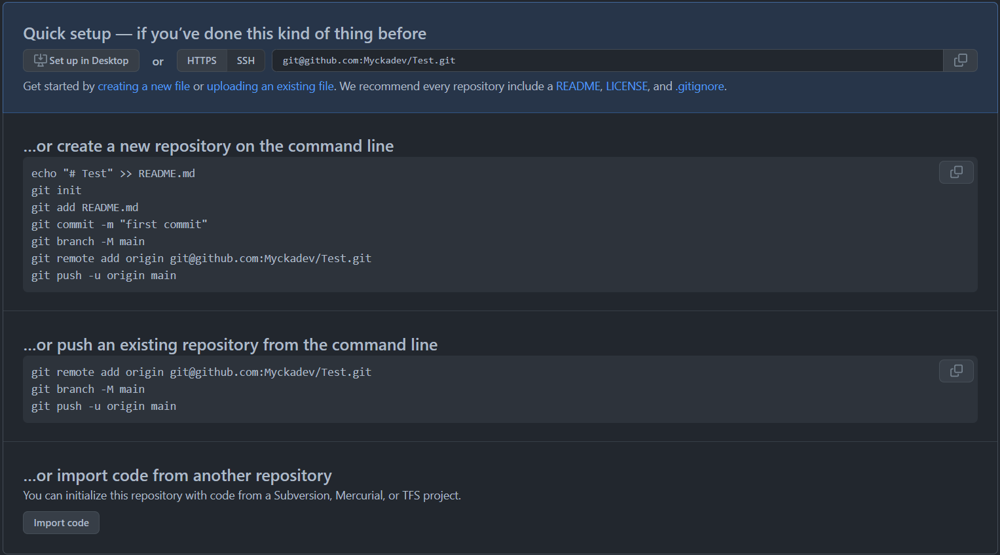 Quick setup — if you’ve done this kind of thing before
Set up in Desktop or HTTPS SSH git@github.com:Myckadev/Test.git
Get started by creating a new file or uploading an existing file. We recommend every repository include a README, LICENSE, and .gitignore.
…or create a new repository on the command line
echo "# Test" >> README.md
git init
git add README.md
git commit -m "first commit"
git branch -M main
git remote add origin git@github.com:Myckadev/Test.git
git push -u origin main
…or push an existing repository from the command line
git remote add origin git@github.com:Myckadev/Test.git
git branch -M main
git push -u origin main
…or import code from another repository
You can initialize this repository with code from a Subversion, Mercurial, or TFS project.
Import code